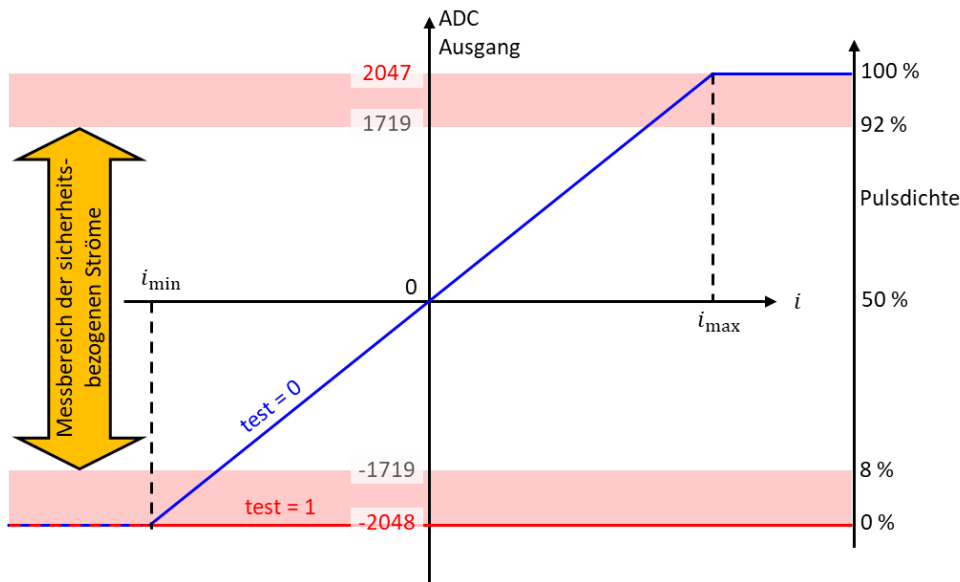 ADC
Ausgang
2047
100 %
1719
92 %
Messbereich der sicherheits-
bezogenen Ströme
Pulsdichte
i_min
0
50 %
i_max
i
test = 0
-1719
8 %
test = 1
-2048
0 %